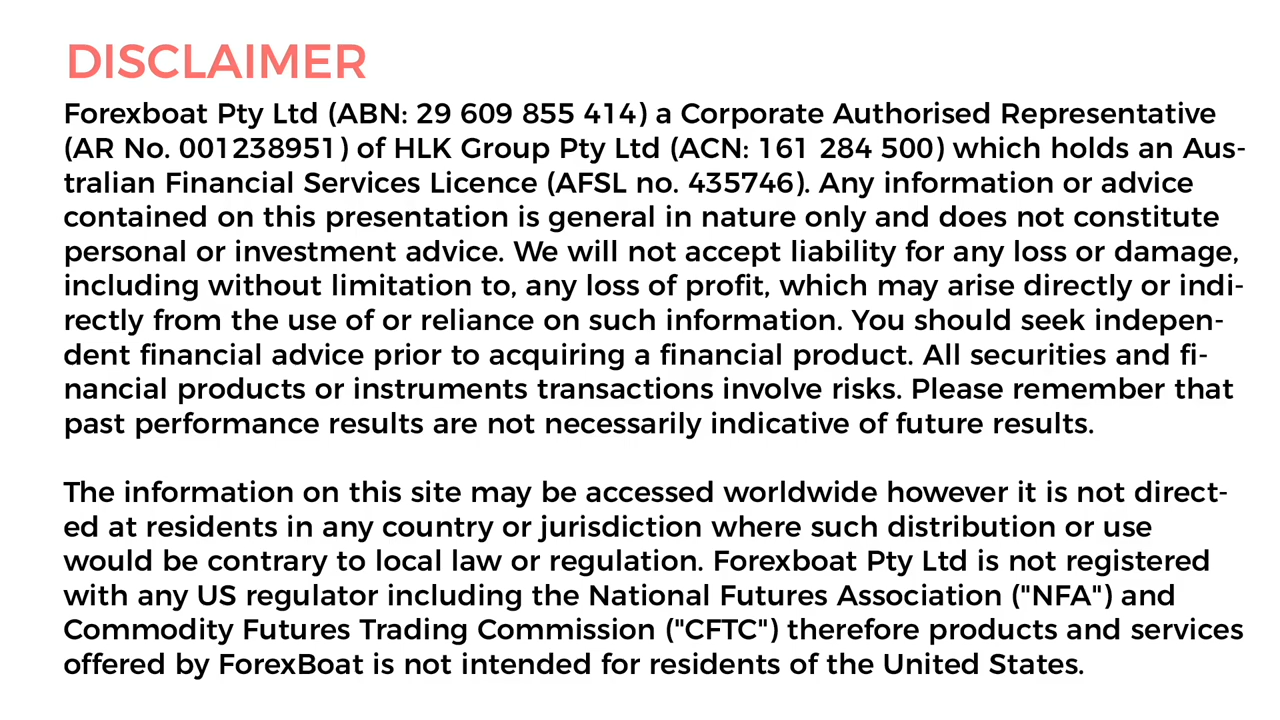 DISCLAIMER
Forexboat Pty Ltd (ABN: 29 609 855 414) a Corporate Authorised Representative
(AR No. 001238951) of HLK Group Pty Ltd (ACN: 161 284 500) which holds an Aus-
tralian Financial Services Licence (AFSL no. 435746). Any information or advice
contained on this presentation is general in nature only and does not constitute
personal or investment advice. We will not accept liability for any loss or damage,
including without limitation to, any loss of profit, which may arise directly or indi-
rectly from the use of or reliance on such information. You should seek indepen-
dent financial advice prior to acquiring a financial product. All securities and fi-
nancial products or instruments transactions involve risks. Please remember that
past performance results are not necessarily indicative of future results.
The information on this site may be accessed worldwide however it is not direct-
ed at residents in any country or jurisdiction where such distribution or use
would be contrary to local law or regulation. Forexboat Pty Ltd is not registered
with any US regulator including the National Futures Association ("NFA") and
Commodity Futures Trading Commission ("CFTC") therefore products and services
offered by ForexBoat is not intended for residents of the United States.